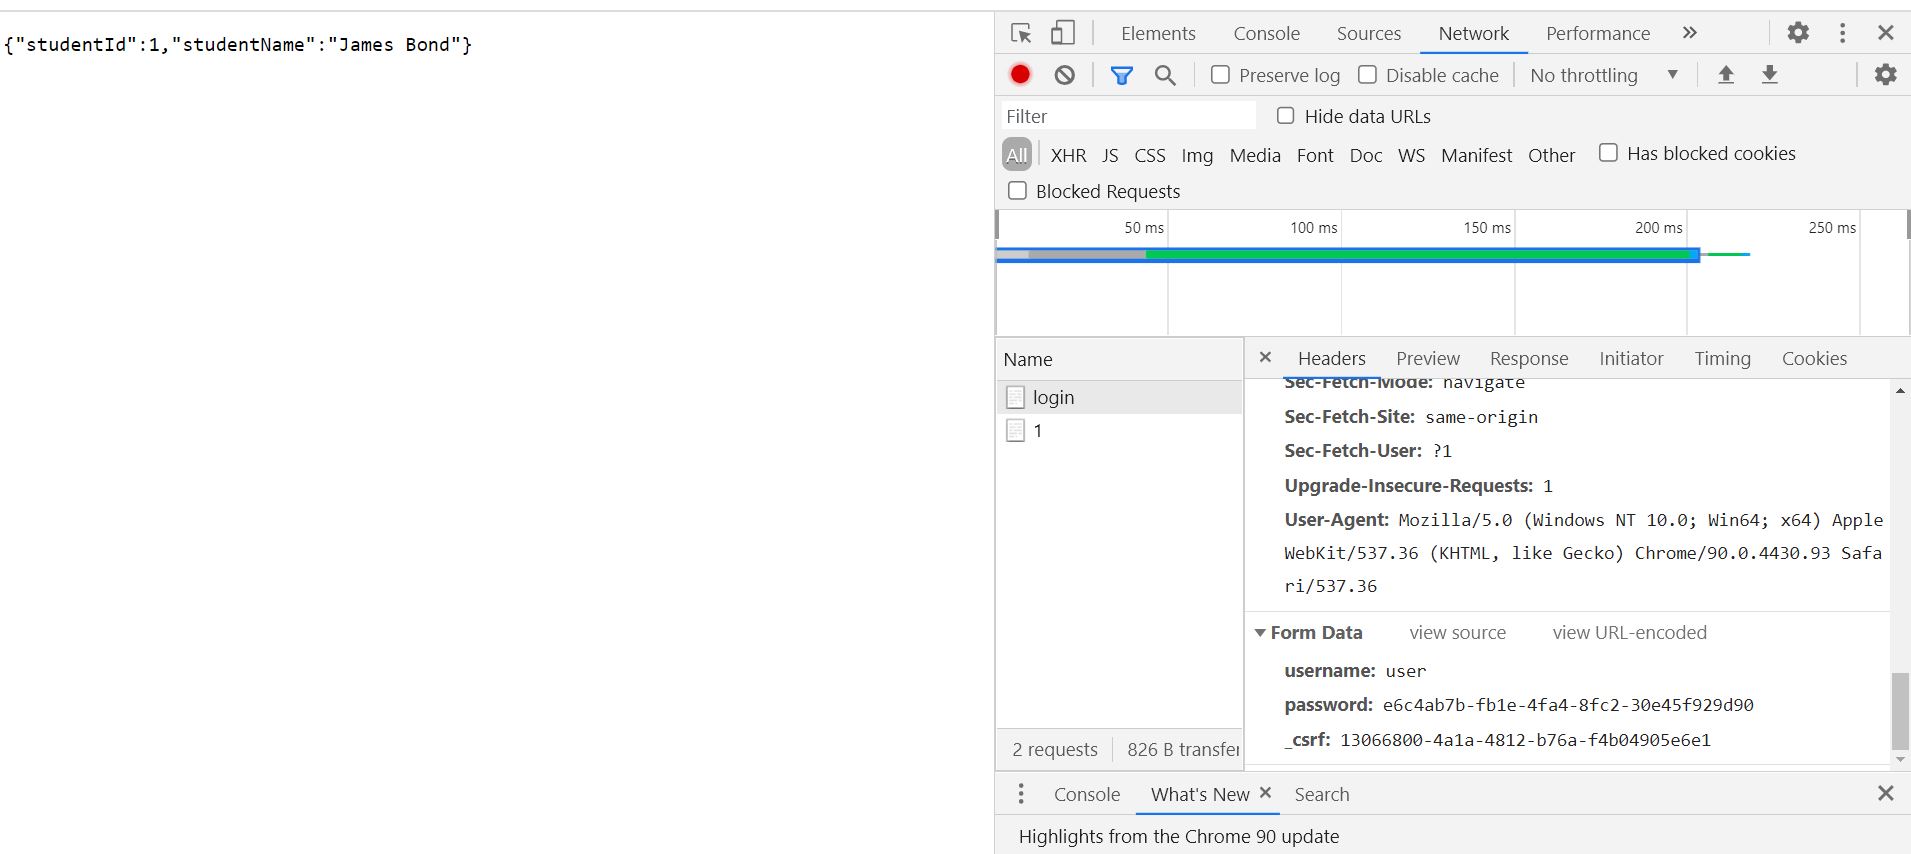 {"studentId":1,"studentName":"James Bond"}
Elements Console Sources Network Performance
Preserve log Disable cache No throttling
Filter Hide data URLs
All XHR JS CSS Img Media Font Doc WS Manifest Other Has blocked cookies
Blocked Requests
50 ms 100 ms 150 ms 200 ms 250 ms
Name
login
1
2 requests 826 B transfer
Headers Preview Response Initiator Timing Cookies
Sec-Fetch-Mode: navigate
Sec-Fetch-Site: same-origin
Sec-Fetch-User: ?1
Upgrade-Insecure-Requests: 1
User-Agent: Mozilla/5.0 (Windows NT 10.0; Win64; x64) Apple
WebKit/537.36 (KHTML, like Gecko) Chrome/90.0.4430.93 Safa
ri/537.36
Form Data view source view URL-encoded
username: user
password: e6c4ab7b-fb1e-4fa4-8fc2-30e45f929d90
_csrf: 13066800-4a1a-4812-b76a-f4b04905e6e1
Console What's New Search
Highlights from the Chrome 90 update